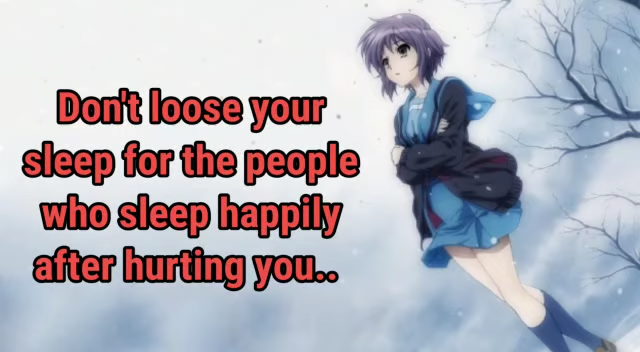 Don't loose your
sleep for the people
who sleep happily
after hurting you..